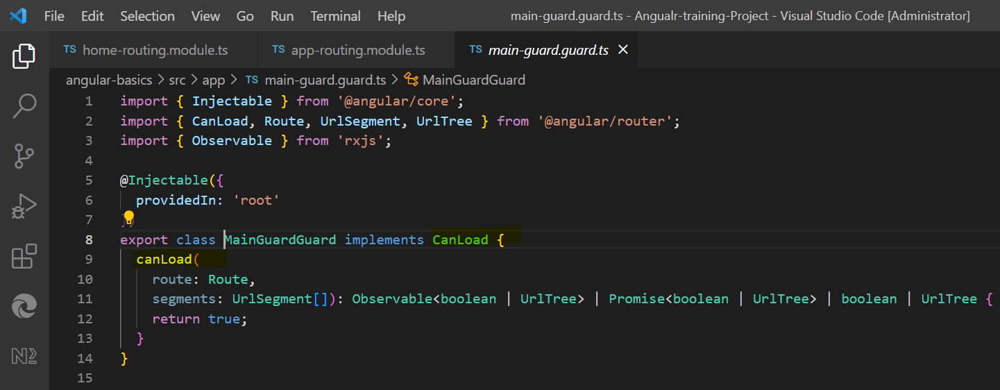 File Edit Selection View Go Run Terminal Help main-guard.guard.ts - Angualr-training-Project - Visual Studio Code [Administrator]
TS home-routing.module.ts TS app-routing.module.ts TS main-guard.guard.ts
angular-basics > src > app > TS main-guard.guard.ts > MainGuardGuard
1 import { Injectable } from '@angular/core';
2 import { CanLoad, Route, UrlSegment, UrlTree } from '@angular/router';
3 import { Observable } from 'rxjs';
4
5 @Injectable({
6 providedIn: 'root'
7 })
8 export class MainGuardGuard implements CanLoad {
9 canLoad(
10 route: Route,
11 segments: UrlSegment[]): Observable<boolean | UrlTree> | Promise<boolean | UrlTree> | boolean | UrlTree {
12 return true;
13 }
14 }
15